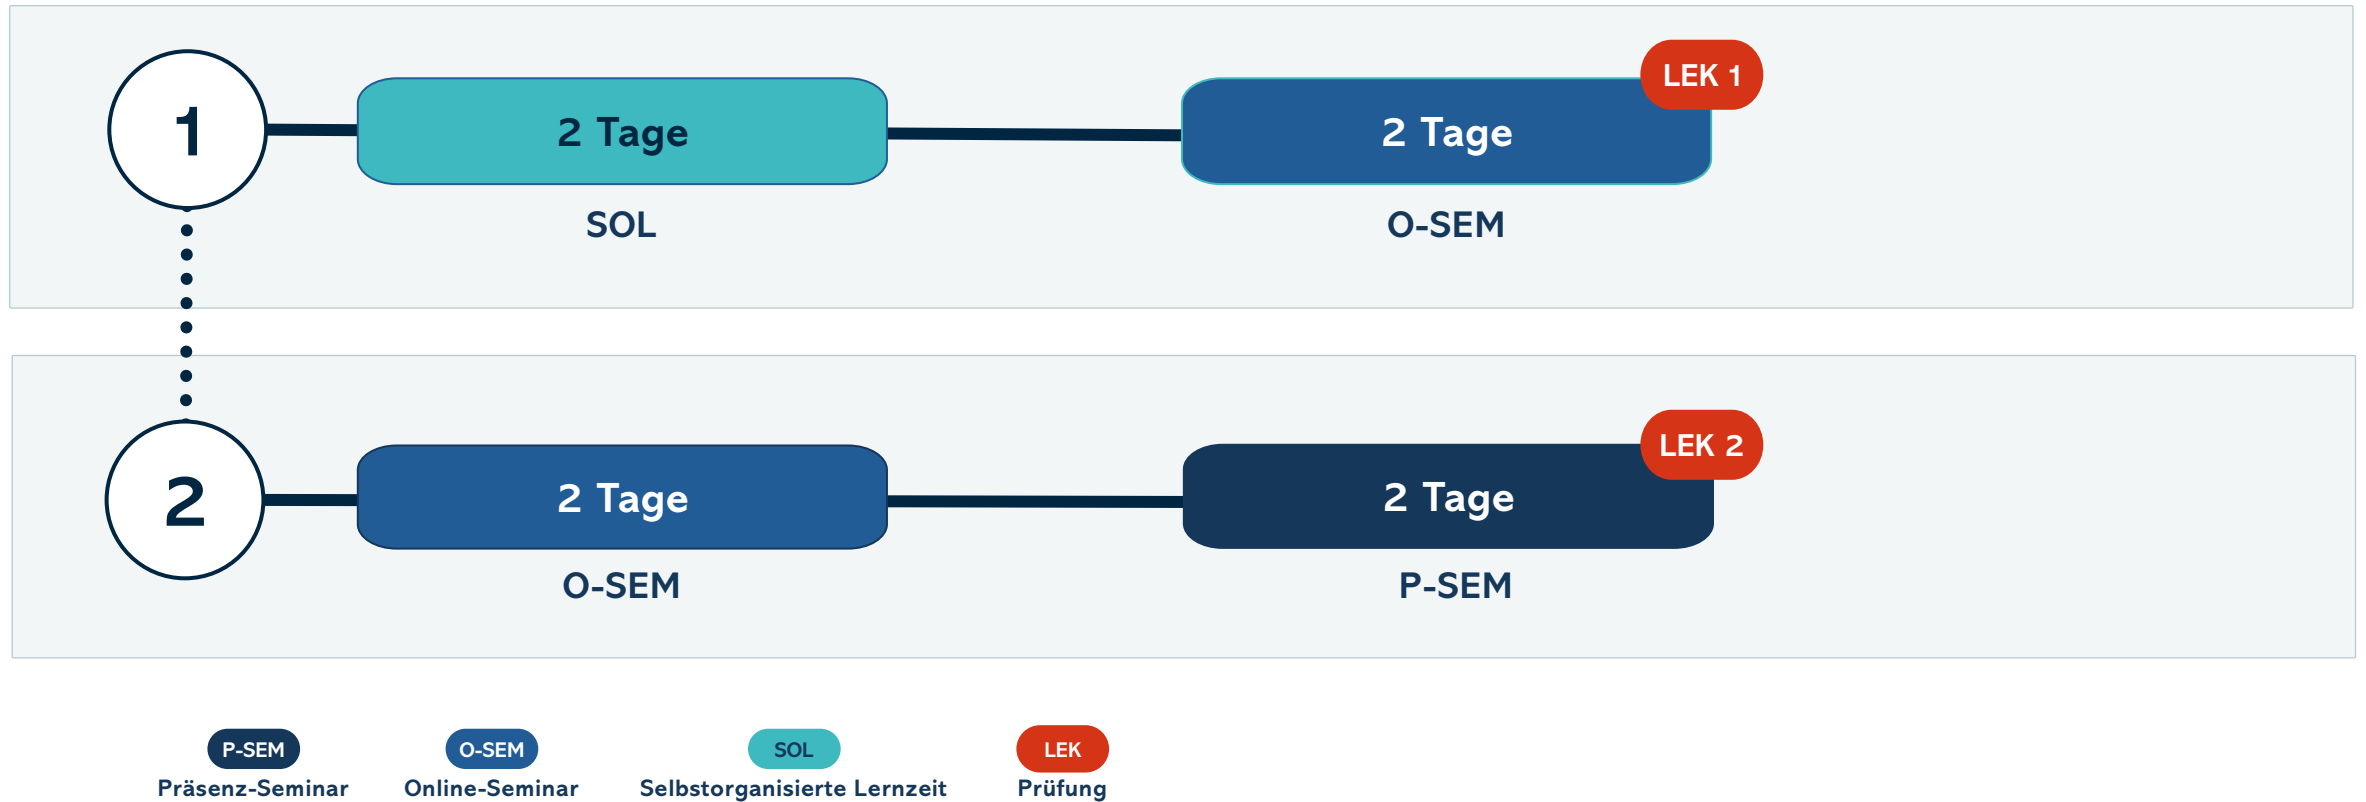 LEK 1
1
2 Tage
2 Tage
SOL
O-SEM
LEK 2
2
2 Tage
2 Tage
O-SEM
P-SEM
P-SEM
O-SEM
SOL
LEK
Präsenz-Seminar
Online-Seminar
Selbstorganisierte Lernzeit
Prüfung